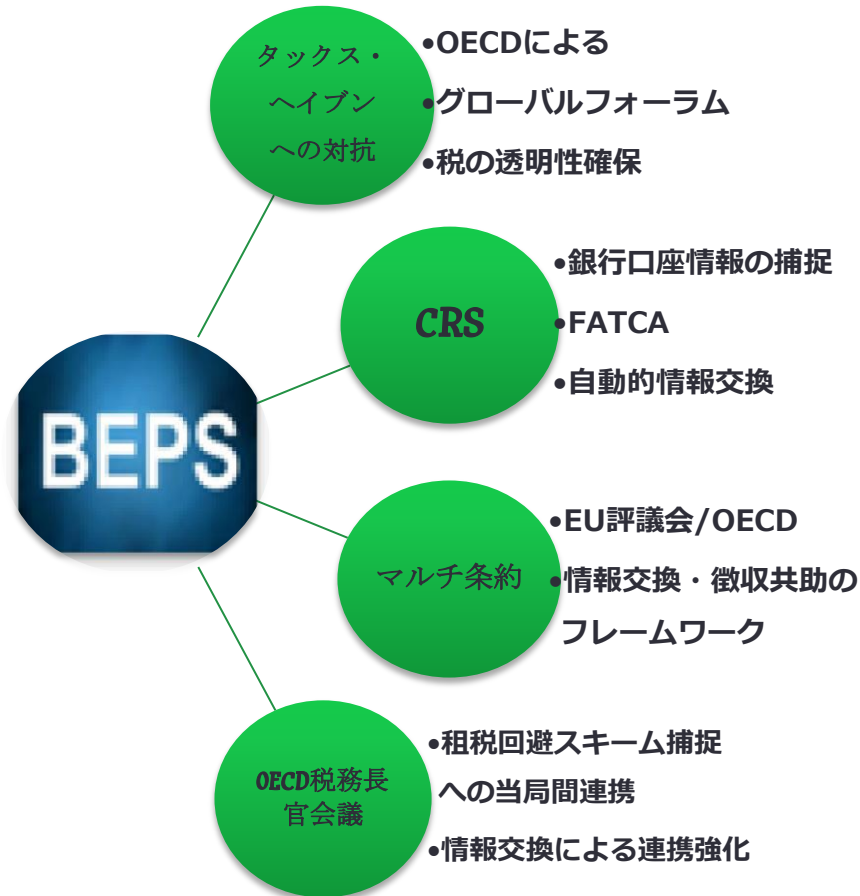 タックス・
ヘイブン
への対抗
•OECDによる
•グローバルフォーラム
•税の透明性確保
CRS
•銀行口座情報の捕捉
•FATCA
•自動的情報交換
BEPS
マルチ条約
•EU評議会/OECD
•情報交換・徴収共助の
フレームワーク
OECD税務長
官会議
•租税回避スキーム捕捉
への当局間連携
•情報交換による連携強化